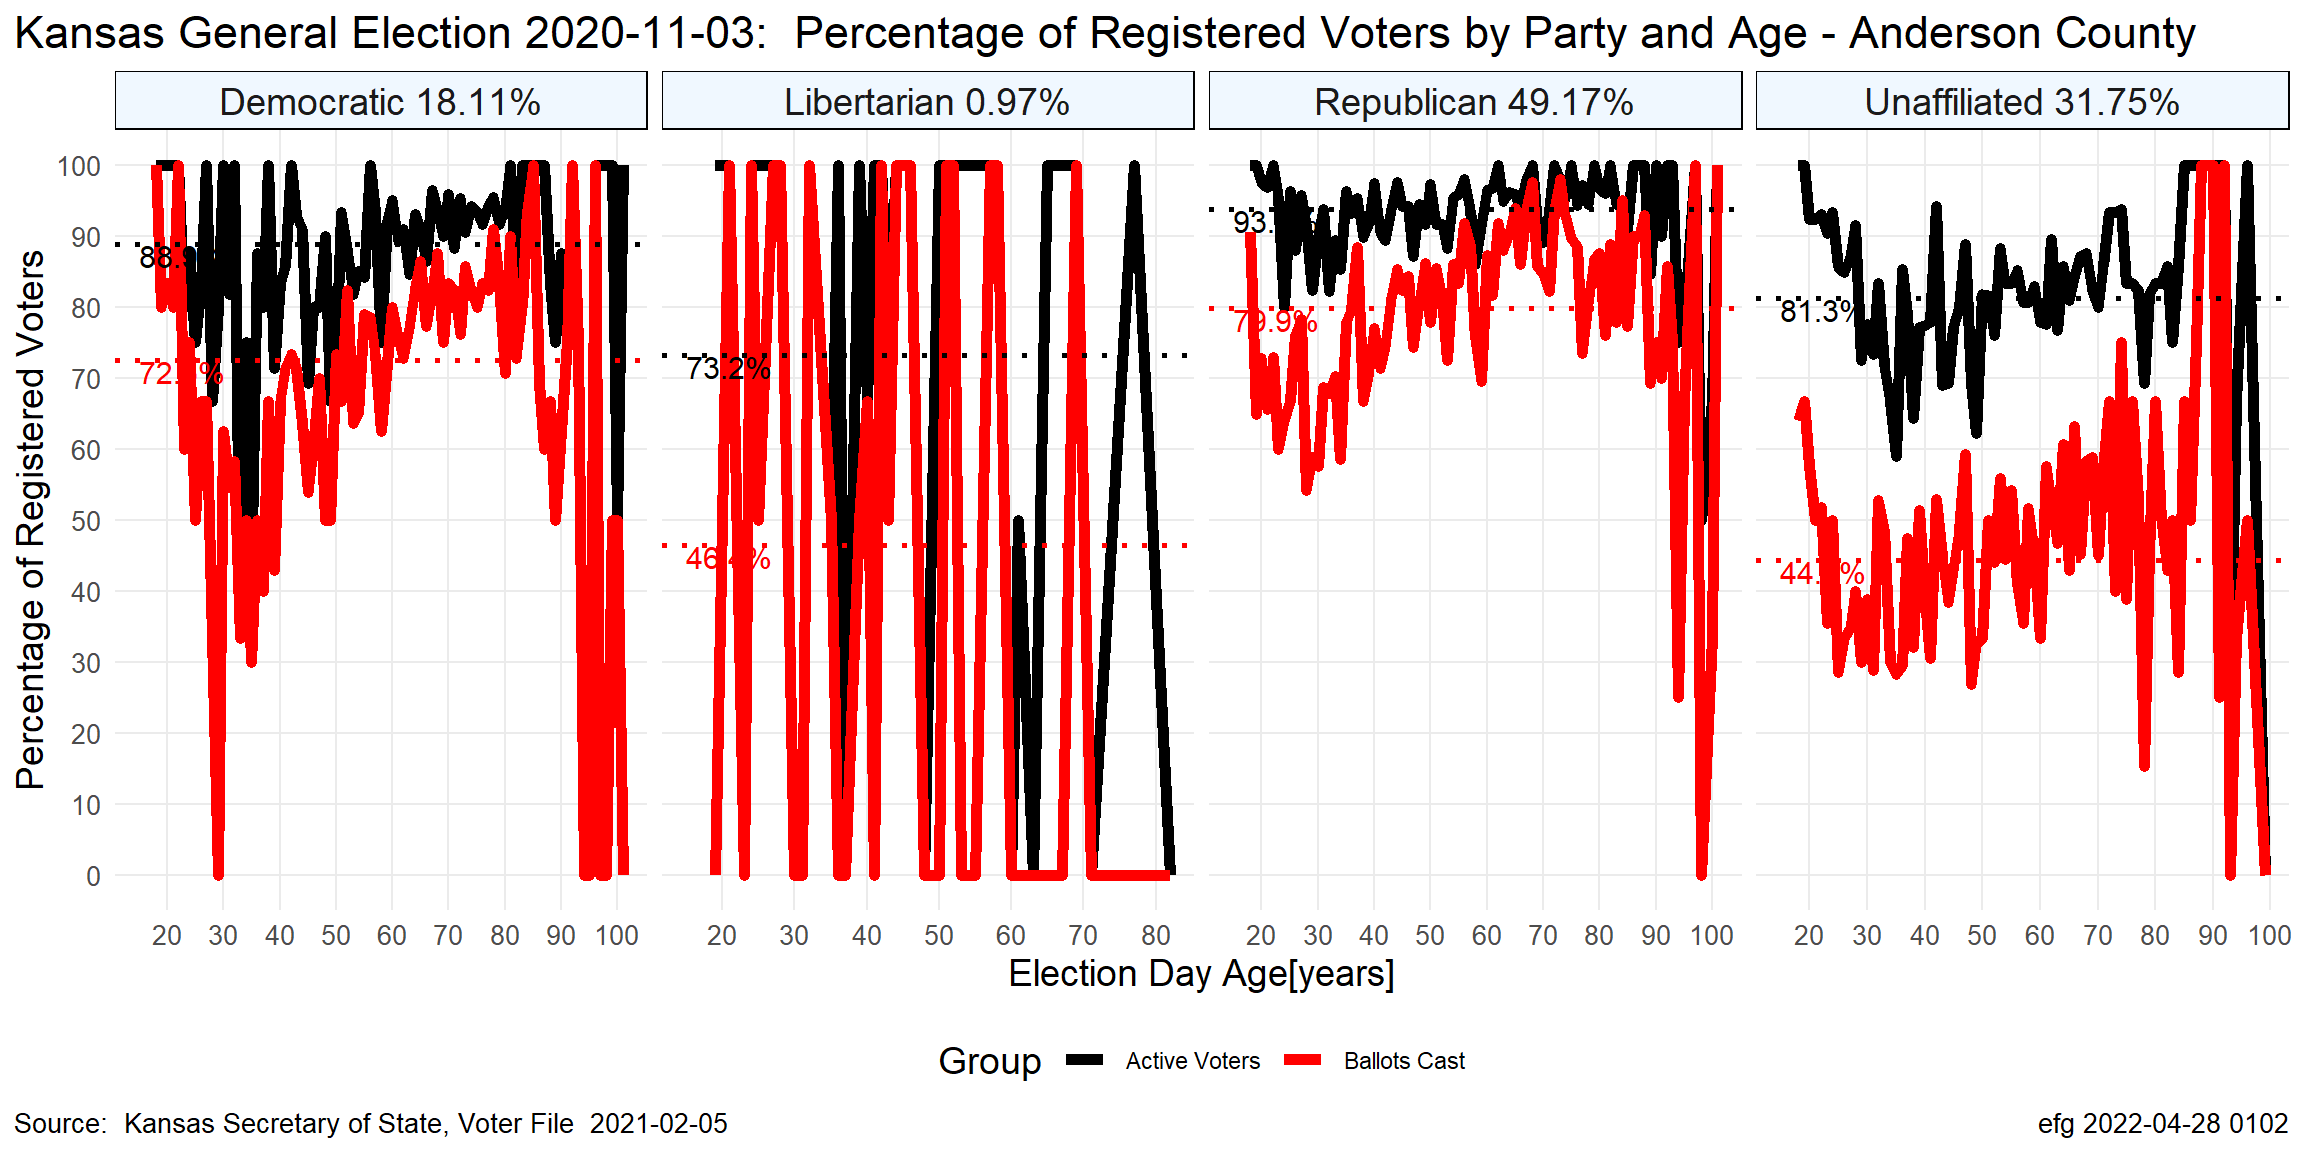 Kansas General Election 2020-11-03:  Percentage of Registered Voters by Party and Age - Anderson County
Democratic 18.11%
Libertarian 0.97%
Republican 49.17%
Unaffiliated 31.75%
Percentage of Registered Voters
100
90
80
70
60
50
40
30
20
10
0
73.2%
46.4%
79.9%
81.3%
20 30 40 50 60 70 80 90 100
20 30 40 50 60 70 80
20 30 40 50 60 70 80 90 100
20 30 40 50 60 70 80 90 100
Election Day Age[years]
Group Active Voters Ballots Cast
Source:  Kansas Secretary of State, Voter File  2021-02-05
efg 2022-04-28 0102